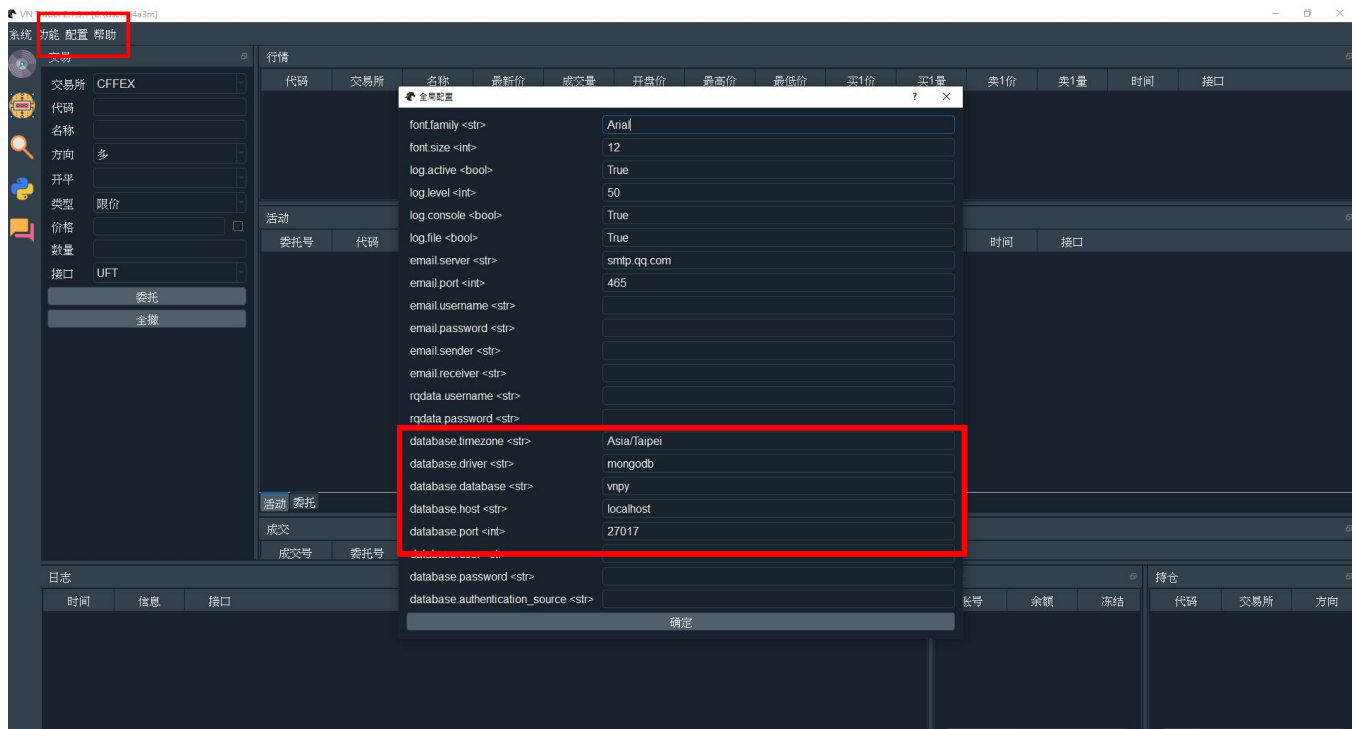 VN
4a3m]
系统 功能 配置 帮助
交易
交易所 CFFEX
代码
名称
方向 多
开平
类型 限价
价格
数量
接口 UFT
委托
全撤
行情
代码 交易所 名称 最新价 成交量 开盘价 最高价 最低价 买1价 买1量 卖1价 卖1量 时间 接口
活动
委托号 代码 时间 接口
全局配置
font.family <str> Arial
font.size <int> 12
log.active <bool> True
log.level <int> 50
log.console <bool> True
log.file <bool> True
email.server <str> smtp.qq.com
email.port <int> 465
email.username <str>
email.password <str>
email.sender <str>
email.receiver <str>
rqdata.username <str>
rqdata.password <str>
database.timezone <str> Asia/Taipei
database.driver <str> mongodb
database.database <str> vnpy
database.host <str> localhost
database.port <int> 27017
database.password <str>
database.authentication_source <str>
确定
活动 委托
成交
成交号 委托号
日志
时间 信息 接口
账号 余额 冻结
持仓
代码 交易所 方向